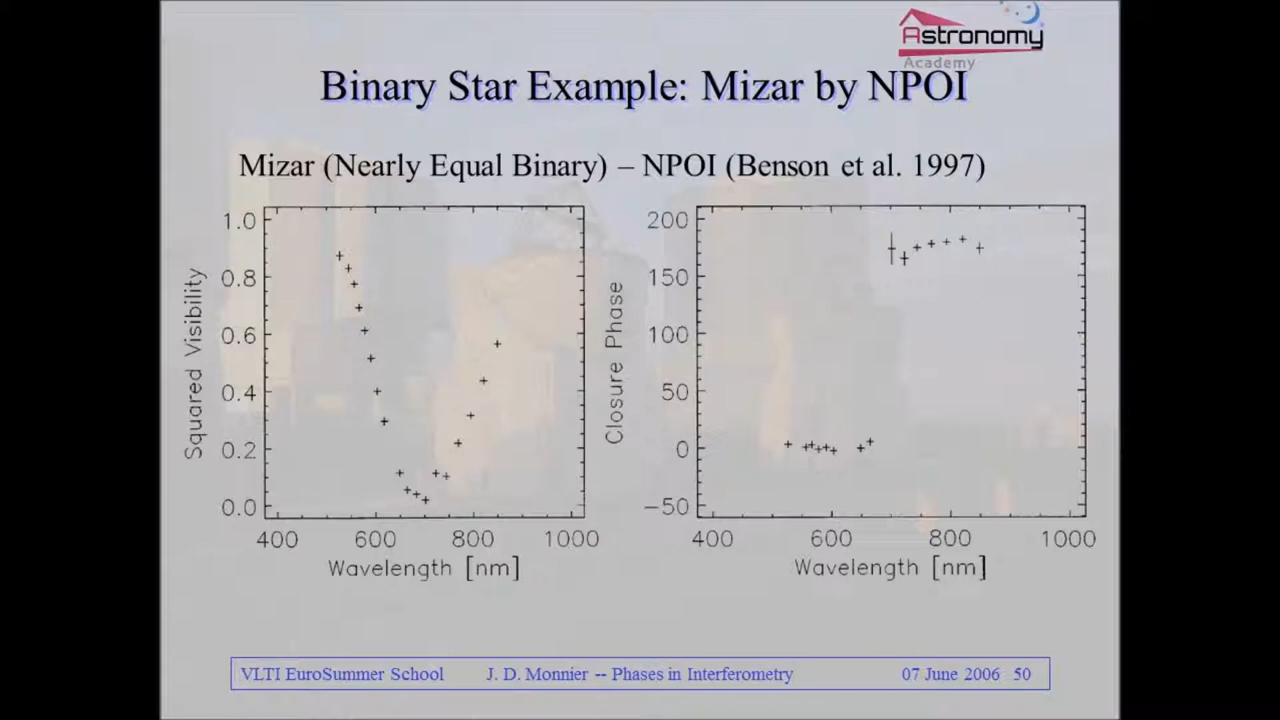 Astronomy
Academy
Binary Star Example: Mizar by NPOI
Mizar (Nearly Equal Binary) – NPOI (Benson et al. 1997)
Squared Visibility
1.0
0.8
0.6
0.4
0.2
0.0
400 600 800 1000
Wavelength [nm]
Closure Phase
200
150
100
50
0
−50
400 600 800 1000
Wavelength [nm]
VLTI EuroSummer School J. D. Monnier -- Phases in Interferometry 07 June 2006 50